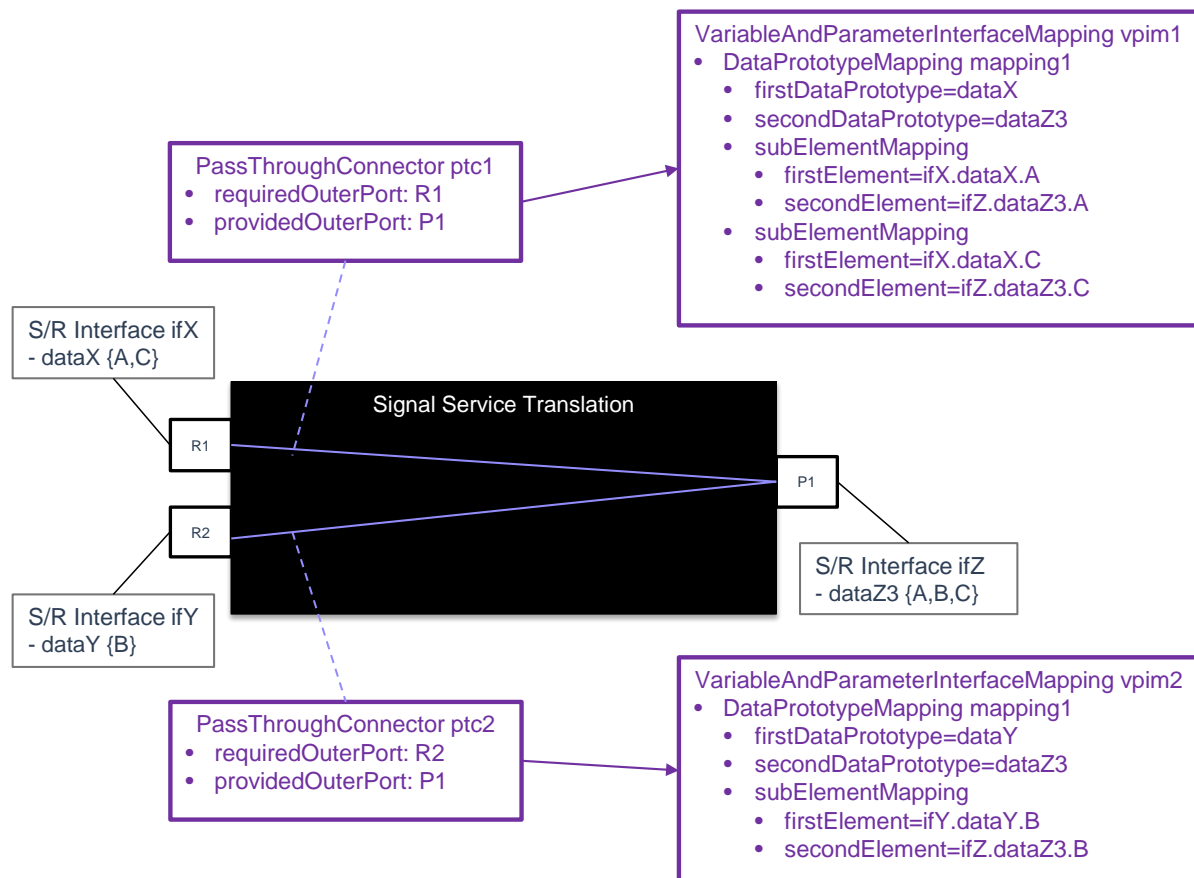 VariableAndParameterInterfaceMapping vpim1
• DataPrototypeMapping mapping1
• firstDataPrototype=dataX
• secondDataPrototype=dataZ3
• subElementMapping
• firstElement=ifX.dataX.A
• secondElement=ifZ.dataZ3.A
• subElementMapping
• firstElement=ifX.dataX.C
• secondElement=ifZ.dataZ3.C
PassThroughConnector ptc1
• requiredOuterPort: R1
• providedOuterPort: P1
S/R Interface ifX
- dataX {A,C}
Signal Service Translation
R1
P1
R2
S/R Interface ifZ
- dataZ3 {A,B,C}
S/R Interface ifY
- dataY {B}
PassThroughConnector ptc2
• requiredOuterPort: R2
• providedOuterPort: P1
VariableAndParameterInterfaceMapping vpim2
• DataPrototypeMapping mapping1
• firstDataPrototype=dataY
• secondDataPrototype=dataZ3
• subElementMapping
• firstElement=ifY.dataY.B
• secondElement=ifZ.dataZ3.B